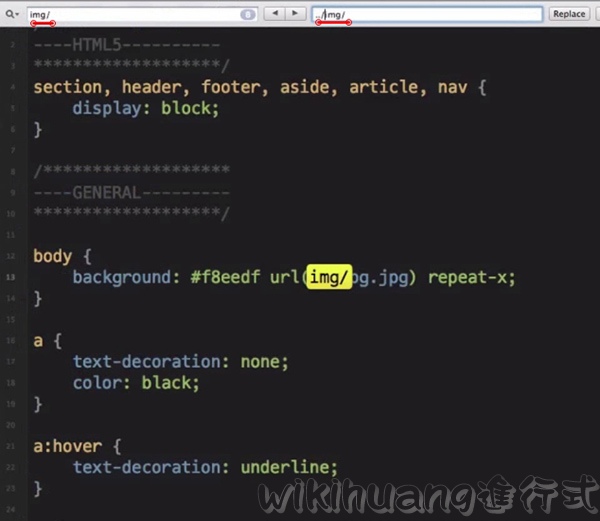 img/
../img/
Replace
2 ----HTML5----------
3 *******************/
4 section, header, footer, aside, article, nav {
5 display: block;
6 }
7
8 /*******************
9 ----GENERAL---------
10 *******************/
11
12 body {
13 background: #f8eedf url(img/bg.jpg) repeat-x;
14 }
15
16 a {
17 text-decoration: none;
18 color: black;
19 }
20
21 a:hover {
22 text-decoration: underline;
23 }
24
wikihuang進行式